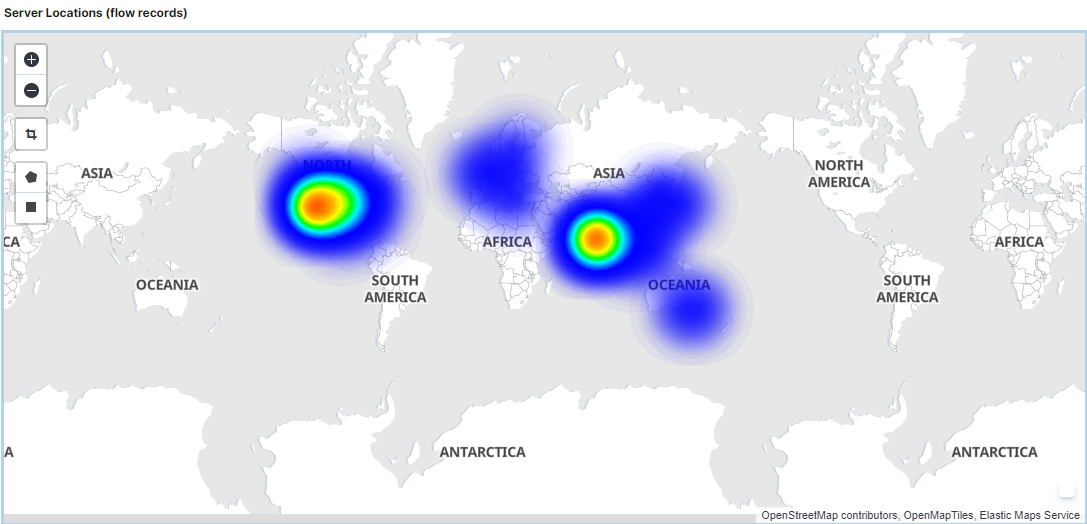 Server Locations (flow records)
ASIA
NORTH
ASIA
NORTH
AMERICA
CA
AFRICA
AFRICA
OCEANIA
SOUTH
AMERICA
OCEANIA
SOUTH
AMERICA
A
ANTARCTICA
ANTARCTICA
OpenStreetMap contributors, OpenMapTiles, Elastic Maps Service